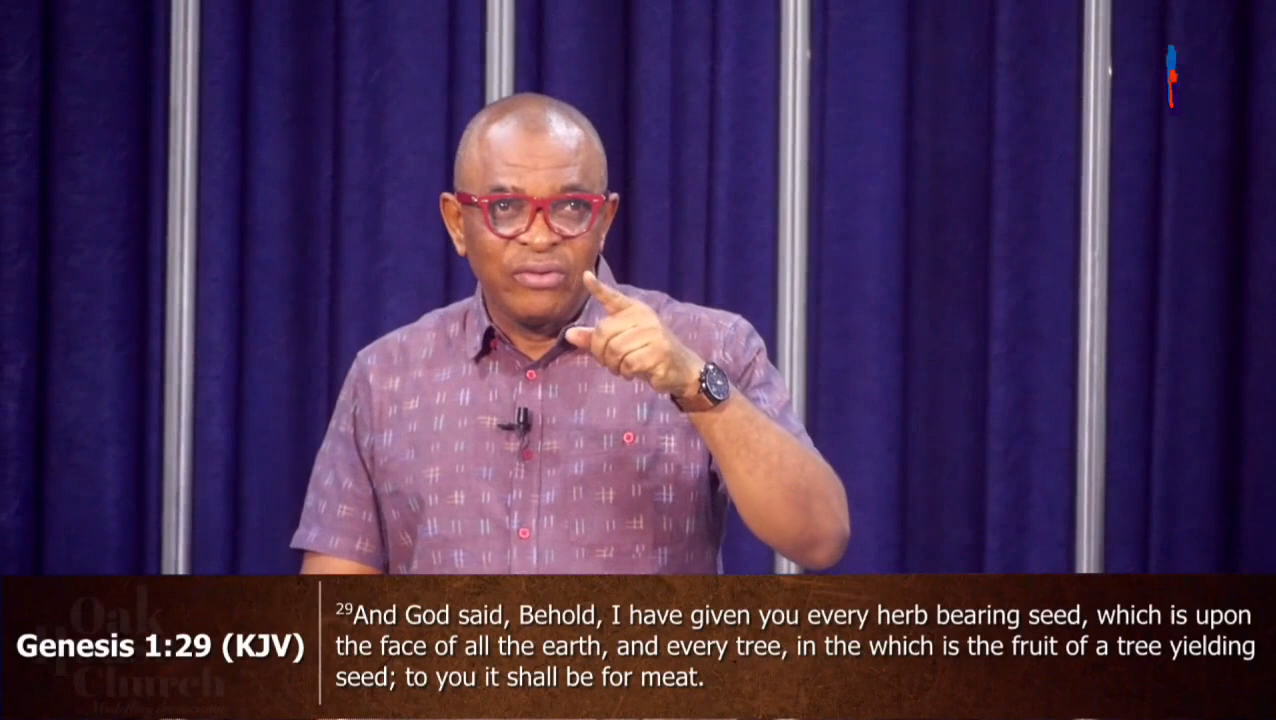 Genesis 1:29 (KJV)
29And God said, Behold, I have given you every herb bearing seed, which is upon
the face of all the earth, and every tree, in the which is the fruit of a tree yielding
seed; to you it shall be for meat.
Oak
Church